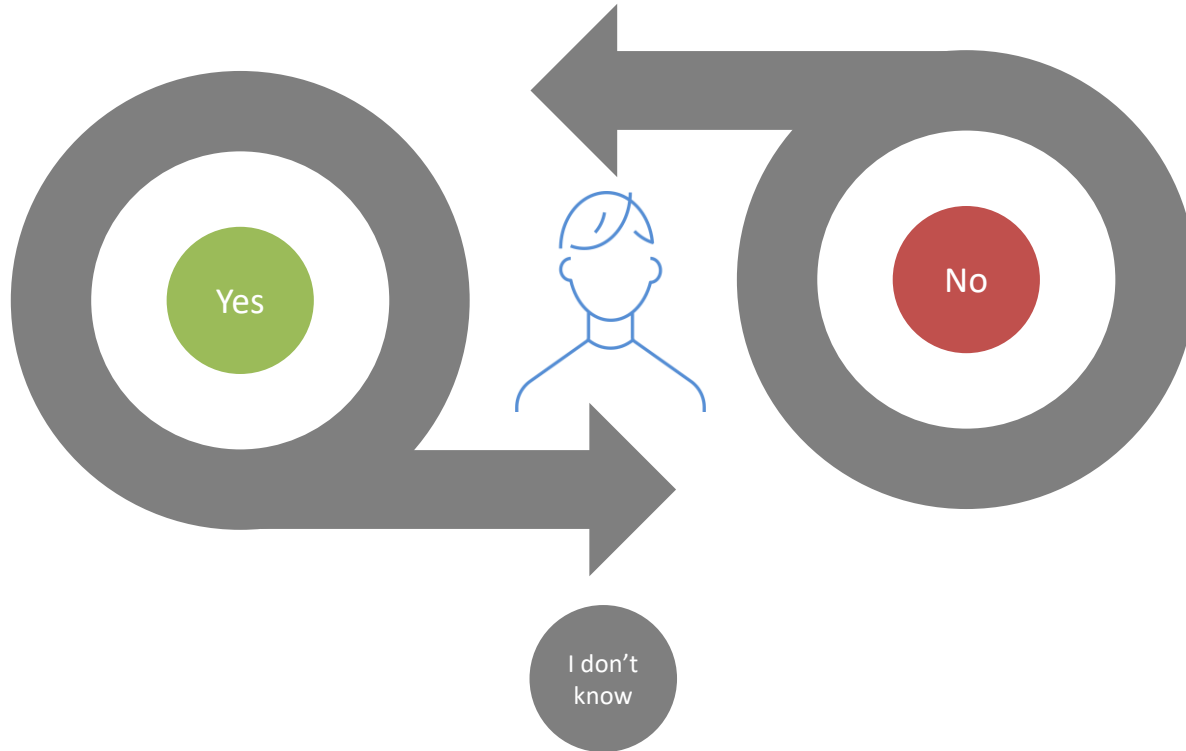 Yes
No
I don’t
know